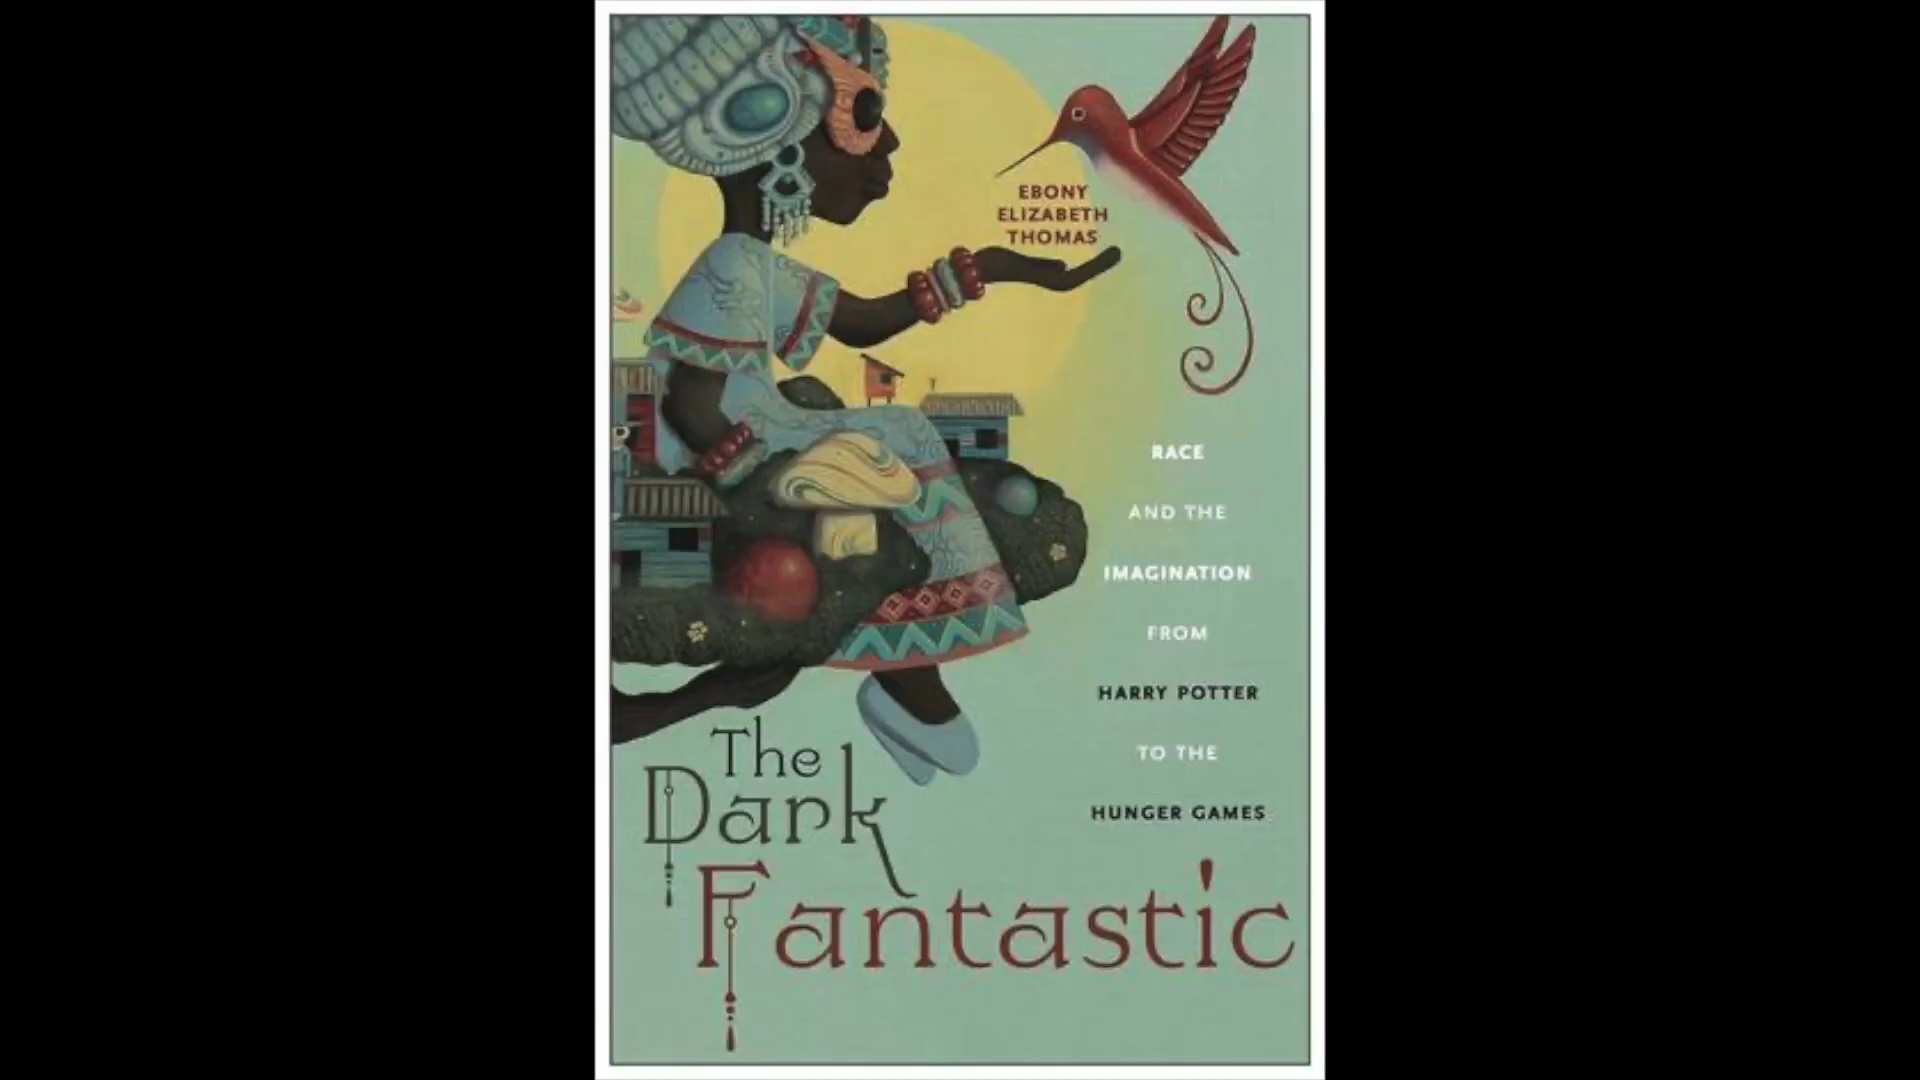 EBONY
ELIZABETH
THOMAS
RACE
AND THE
IMAGINATION
FROM
HARRY POTTER
TO THE
HUNGER GAMES
The
Dark
Fantastic